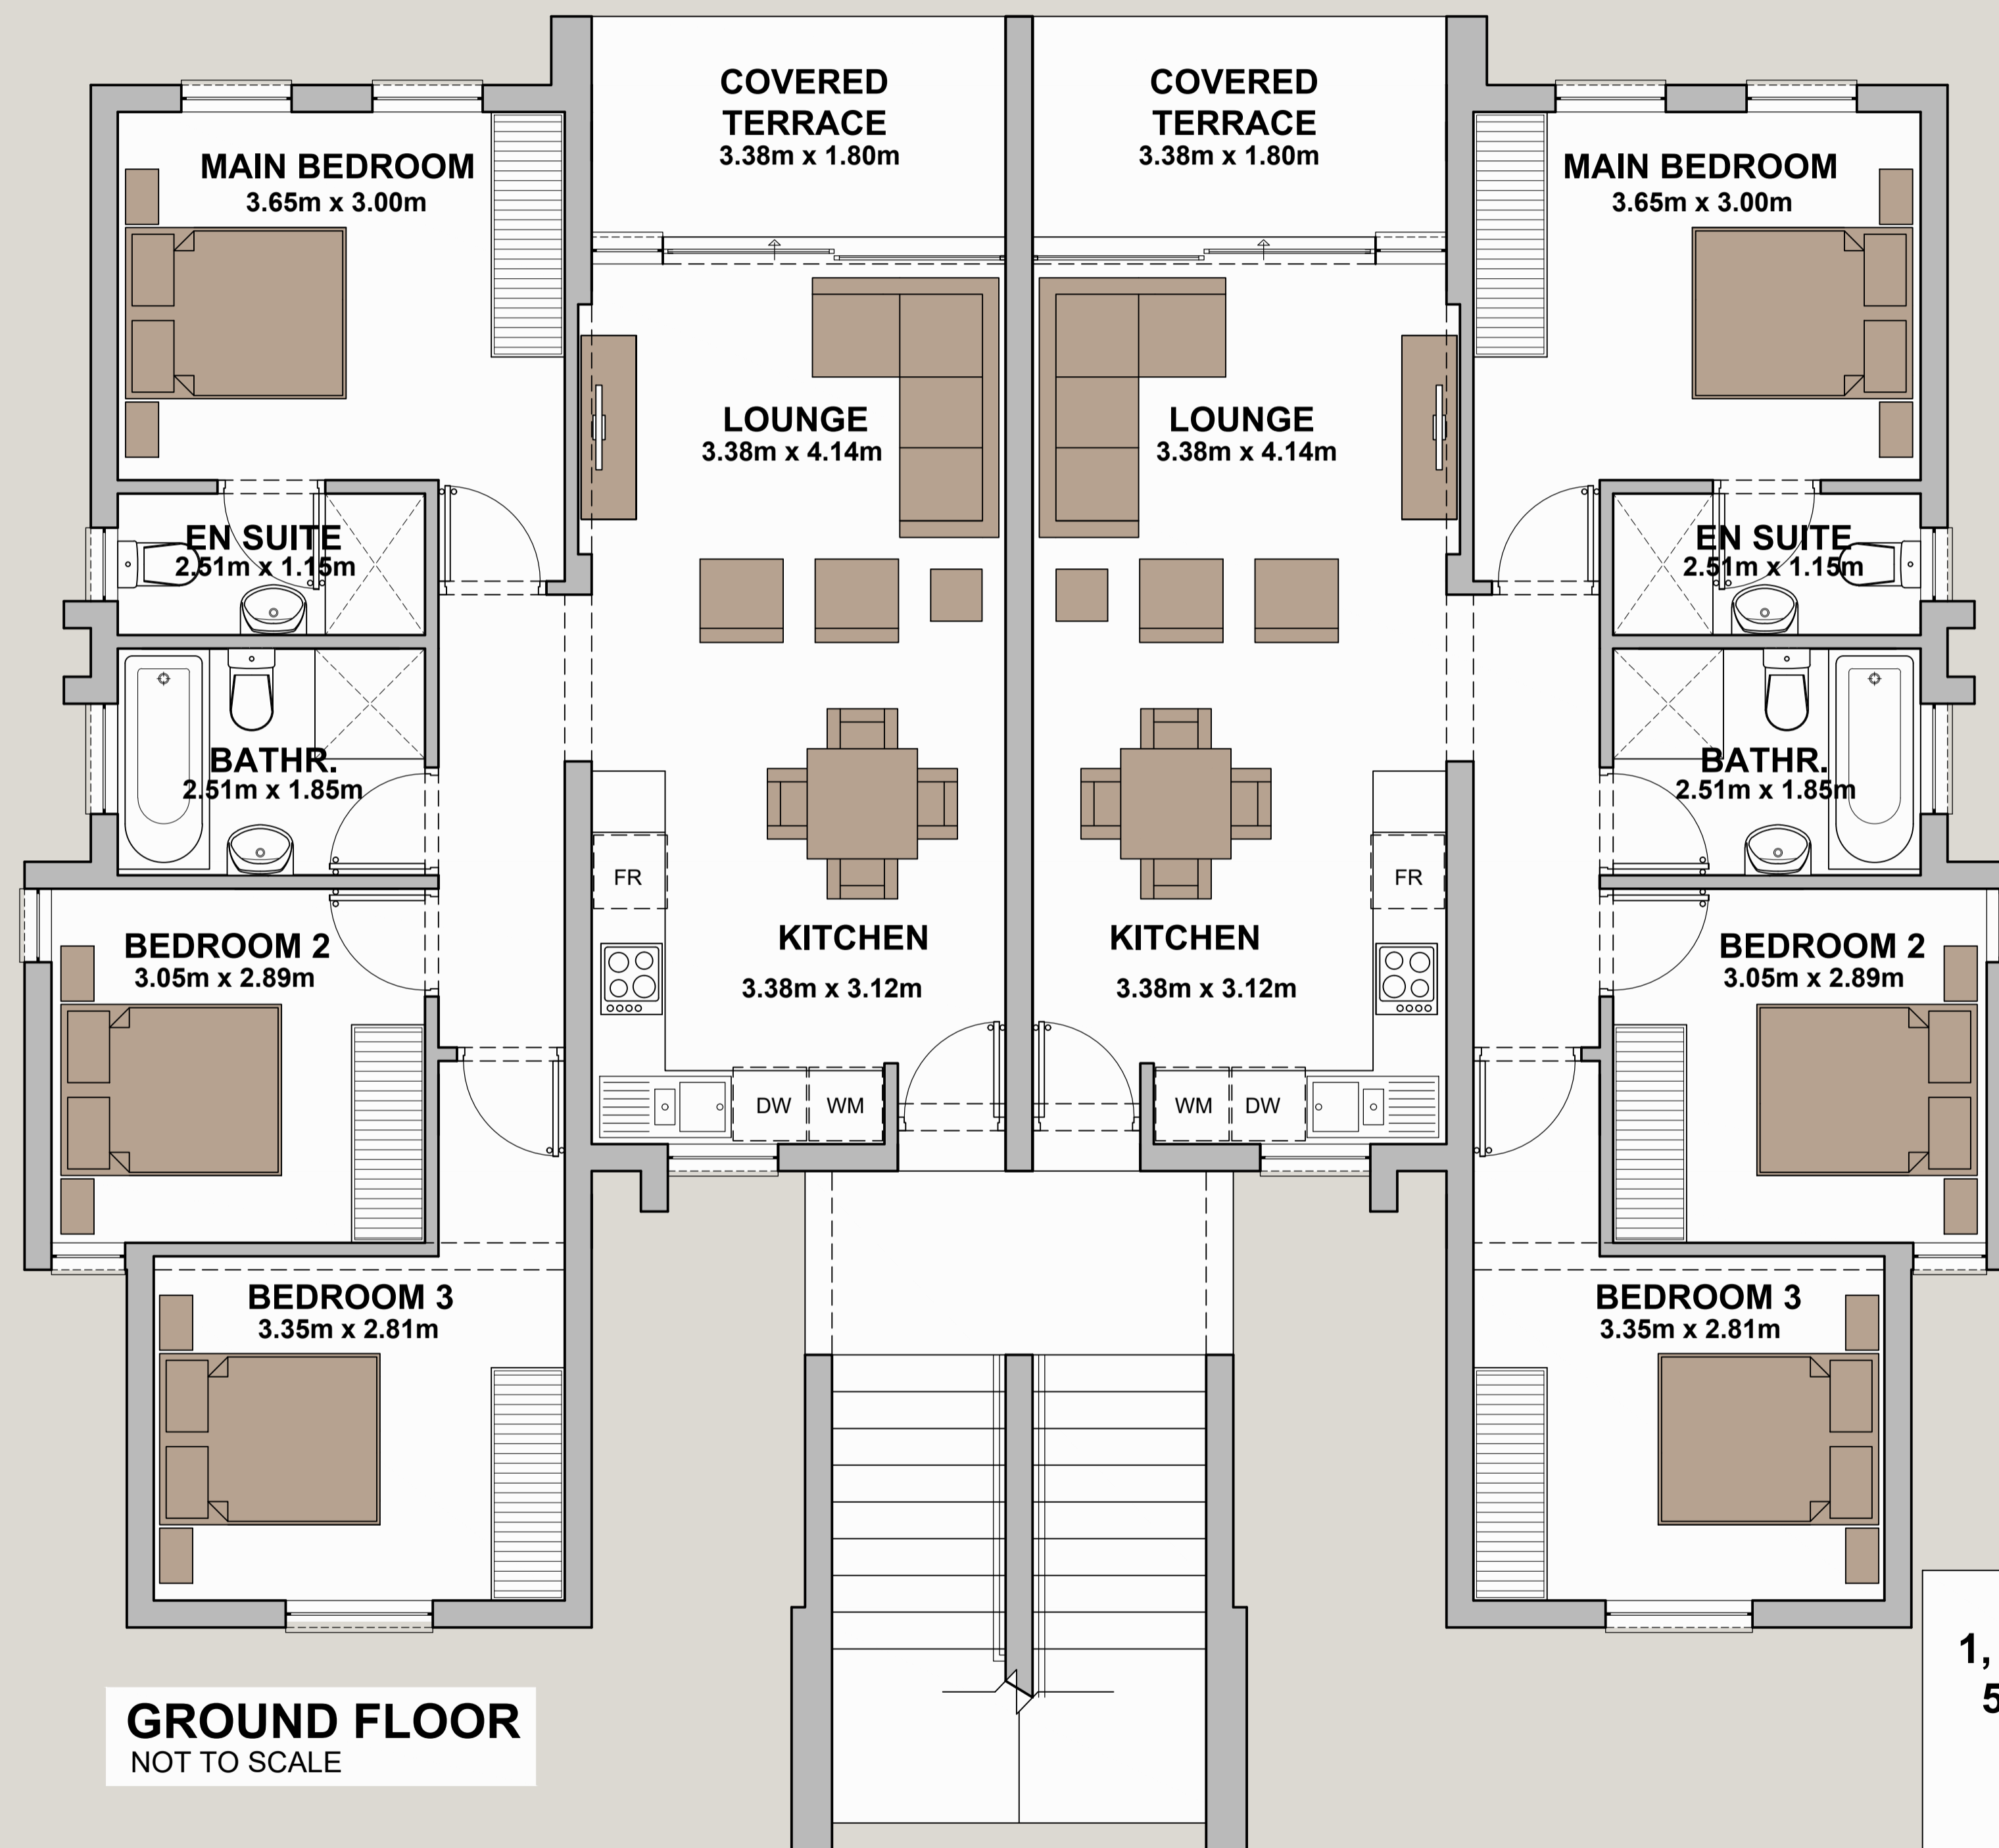 COVERED
TERRACE
3.38m x 1.80m
COVERED
TERRACE
3.38m x 1.80m
MAIN BEDROOM
3.65m x 3.00m
MAIN BEDROOM
3.65m x 3.00m
LOUNGE
3.38m x 4.14m
LOUNGE
3.38m x 4.14m
EN SUITE
2.51m x 1.15m
EN SUITE
2.51m x 1.15m
BATHR.
2.51m x 1.85m
BATHR.
2.51m x 1.85m
FR
FR
KITCHEN
3.38m x 3.12m
KITCHEN
3.38m x 3.12m
BEDROOM 2
3.05m x 2.89m
BEDROOM 2
3.05m x 2.89m
DW WM
WM DW
BEDROOM 3
3.35m x 2.81m
BEDROOM 3
3.35m x 2.81m
1,
5
GROUND FLOOR
NOT TO SCALE